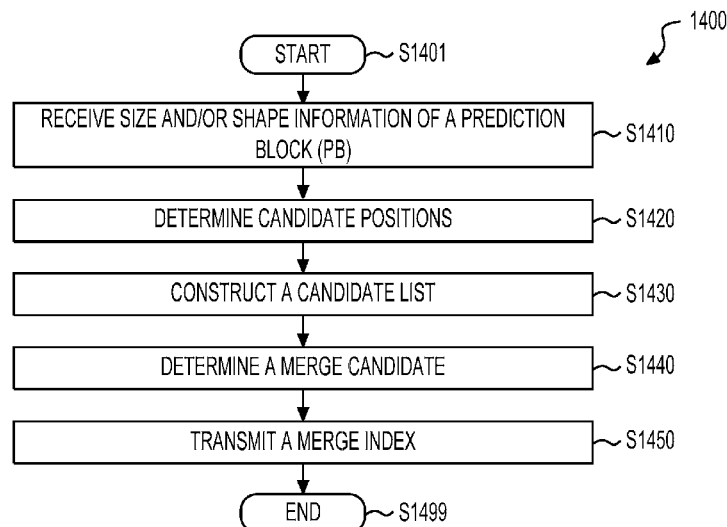 1400
START S1401
RECEIVE SIZE AND/OR SHAPE INFORMATION OF A PREDICTION
BLOCK (PB) S1410
DETERMINE CANDIDATE POSITIONS S1420
CONSTRUCT A CANDIDATE LIST S1430
DETERMINE A MERGE CANDIDATE S1440
TRANSMIT A MERGE INDEX S1450
END S1499